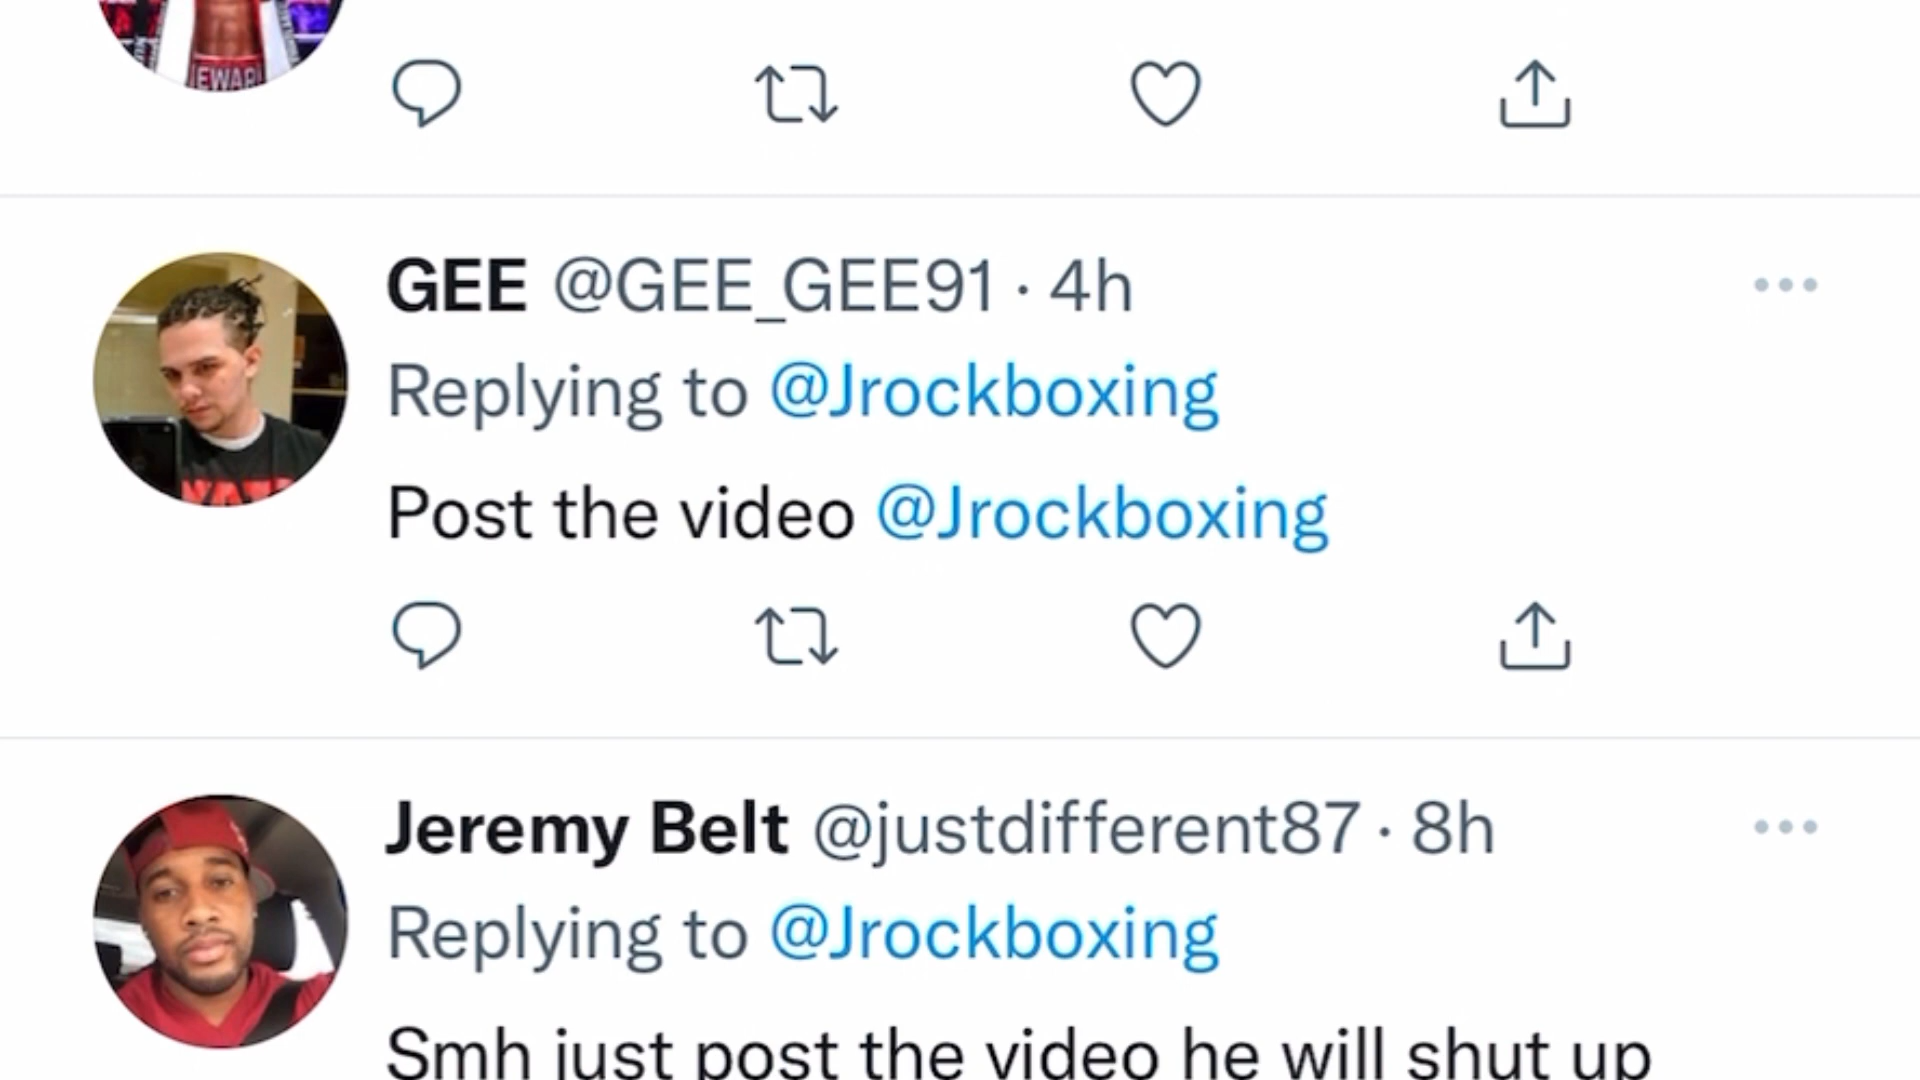 GEE @GEE_GEE91 · 4h
Replying to @Jrockboxing
Post the video @Jrockboxing
Jeremy Belt @justdifferent87 · 8h
Replying to @Jrockboxing
Smh just post the video he will shut up